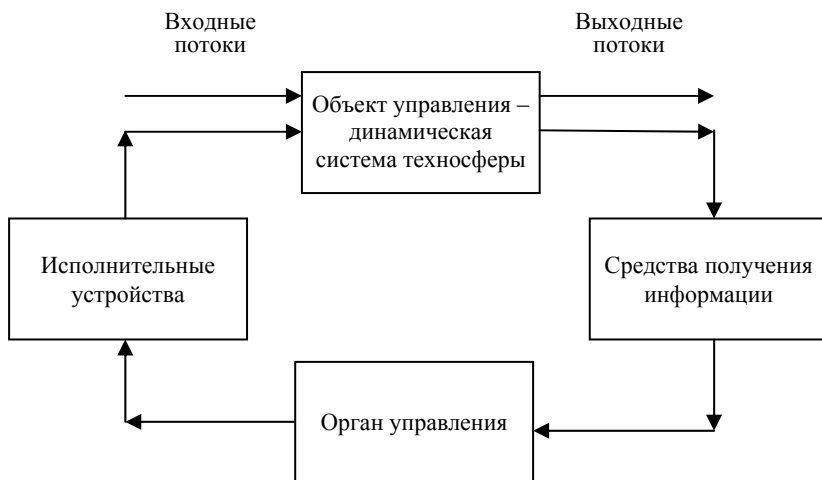 Входные
потоки
Выходные
потоки
Объект управления –
динамическая
система техносферы
Исполнительные
устройства
Средства получения
информации
Орган управления